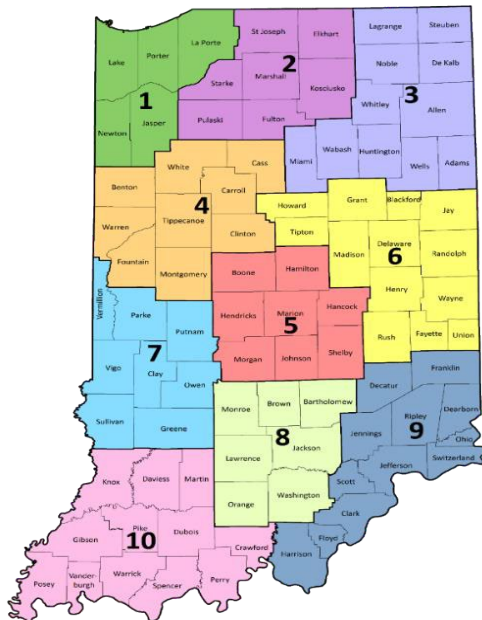 Lake
Porter
La Porte
1
Newton
Jasper
St Joseph
Elkhart
Starke
Marshall
2
Kosciusko
Pulaski
Fulton
Lagrange
Steuben
Noble
De Kalb
Whitley
3
Allen
Miami
Wabash
Huntington
Wells
Adams
White
Cass
Benton
Carroll
4
Warren
Tippecanoe
Clinton
Fountain
Montgomery
Howard
Grant
Blackford
Jay
Tipton
Madison
Delaware
6
Randolph
Henry
Wayne
Rush
Fayette
Union
Boone
Hamilton
Hendricks
Marion
Hancock
5
Morgan
Johnson
Shelby
Vermillion
Parke
Putnam
7
Vigo
Clay
Owen
Sullivan
Greene
Monroe
Brown
Bartholomew
8
Lawrence
Jackson
Orange
Washington
Decatur
Franklin
Ripley
Dearborn
Jennings
9
Ohio
Jefferson
Switzerland
Scott
Clark
Floyd
Harrison
Knox
Daviess
Martin
Gibson
Pike
Dubois
10
Crawford
Posey
Vander-
burgh
Warrick
Spencer
Perry